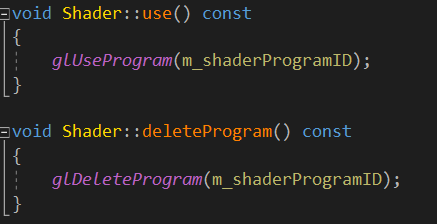 void Shader::use() const
{
glUseProgram(m_shaderProgramID);
}
void Shader::deleteProgram() const
{
glDeleteProgram(m_shaderProgramID);
}